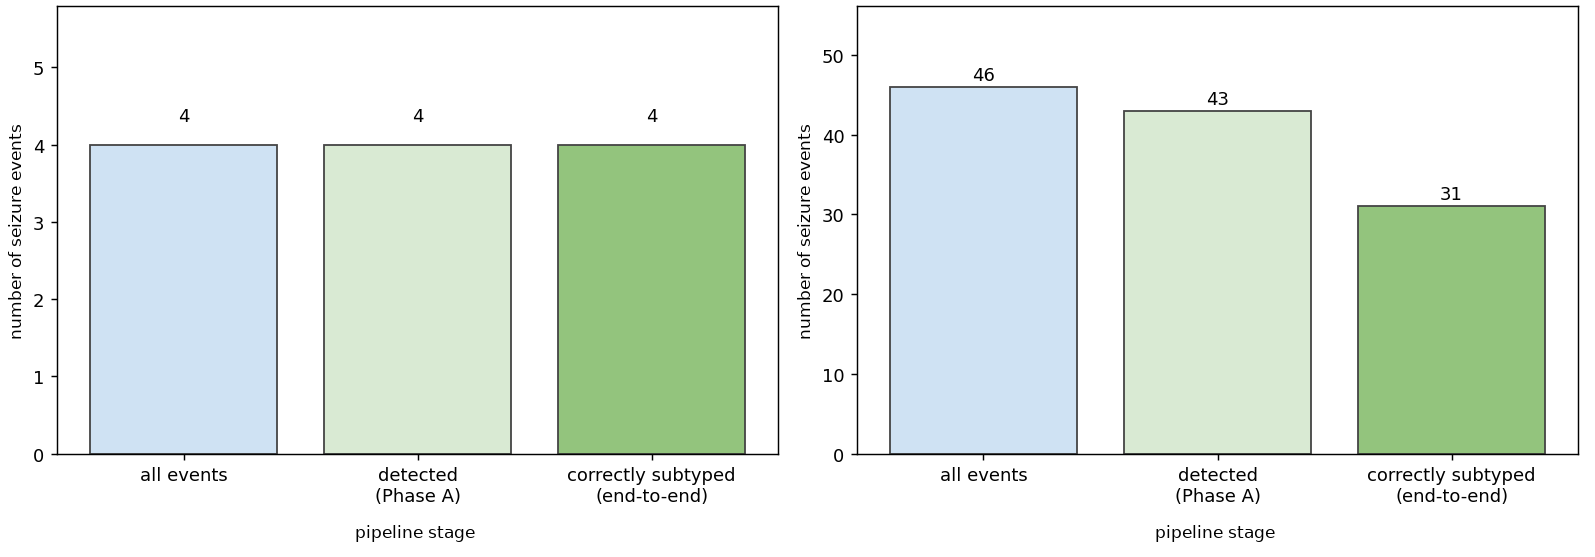 number of seizure events
5
4
3
2
1
0
4
4
4
all events
detected
(Phase A)
correctly subtyped
(end-to-end)
pipeline stage
number of seizure events
50
40
30
20
10
0
46
43
31
all events
detected
(Phase A)
correctly subtyped
(end-to-end)
pipeline stage